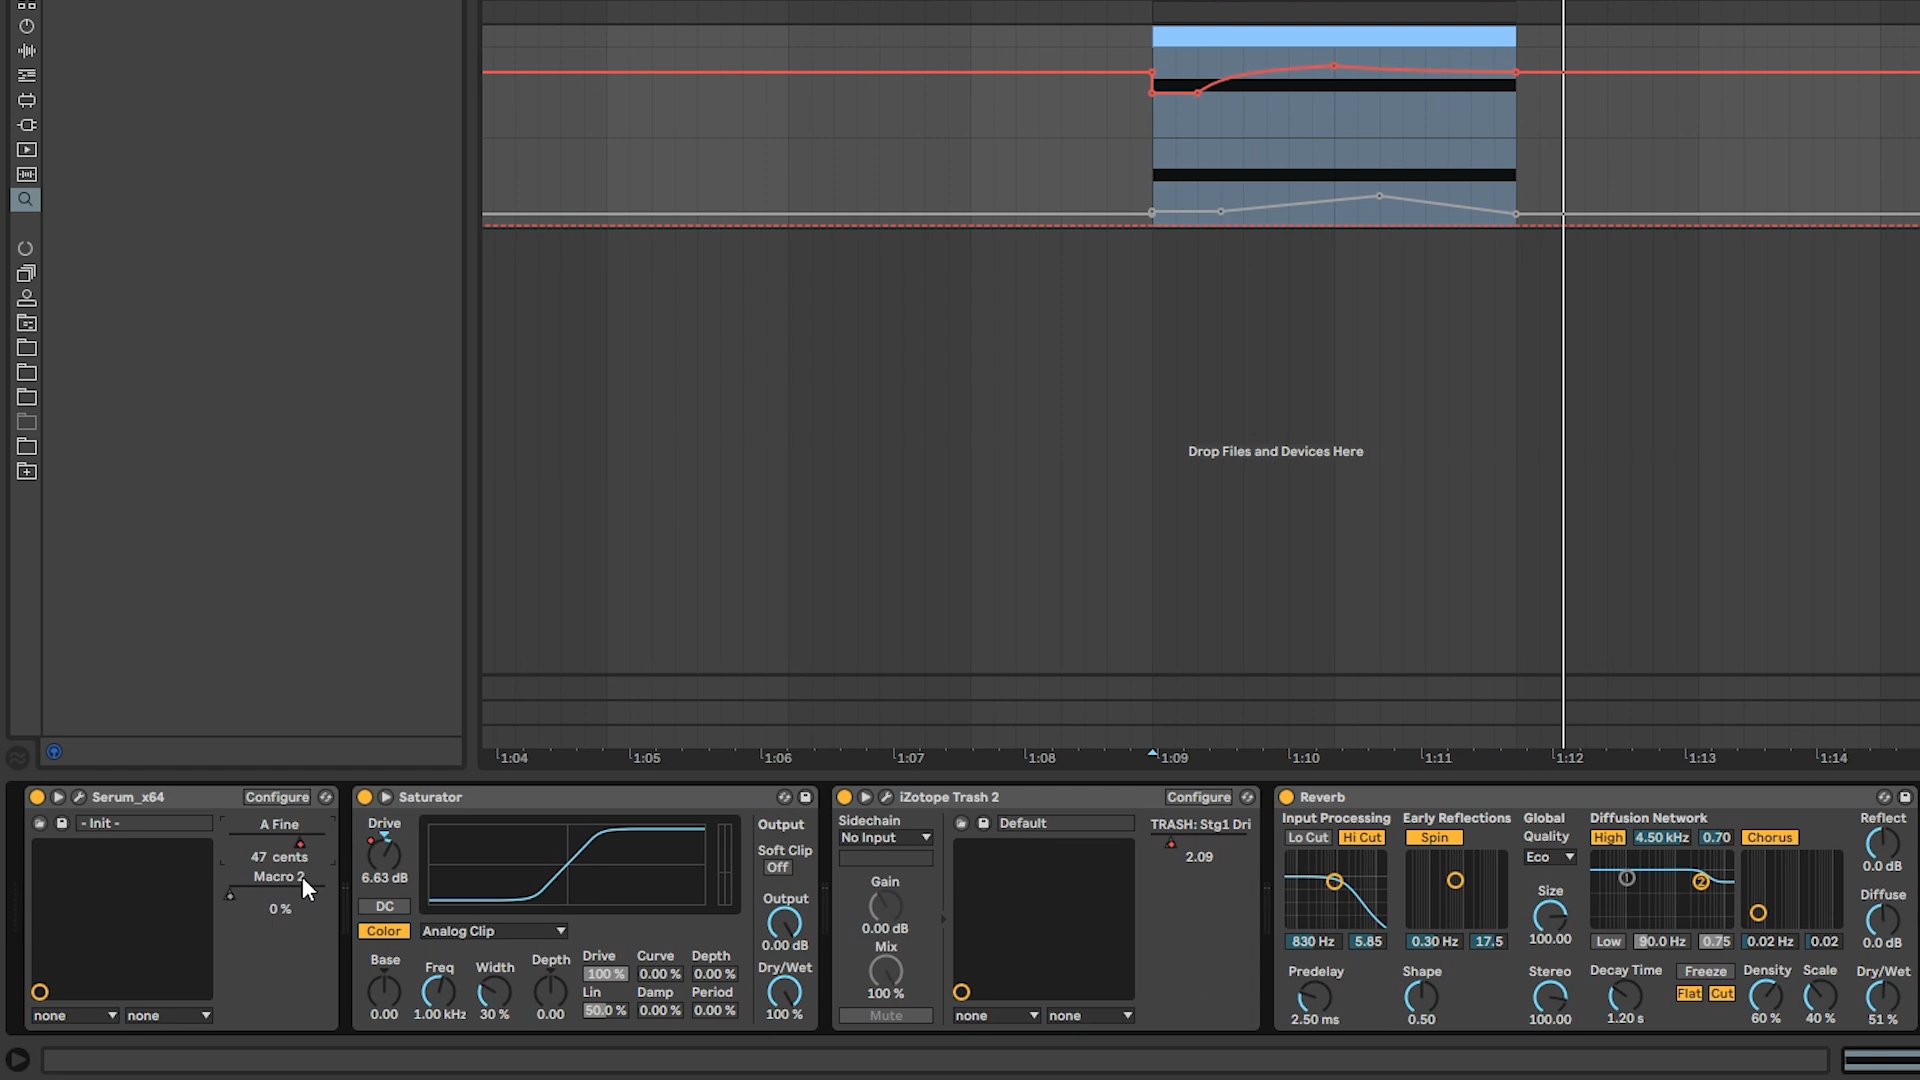 Drop Files and Devices Here
1:04 1:05 1:06 1:07 1:08 1:09 1:10 1:11 1:12 1:13 1:14
Serum_x64 Configure
- Init -
A Fine
47 cents
Macro 2
0 %
none none
Saturator
Drive
6.63 dB
DC
Color Analog Clip
Base Freq Width Depth
0.00 1.00 kHz 30 % 0.00
Drive Curve Depth
100 % 0.00 % 0.00 %
Lin Damp Period
50.0 % 0.00 % 0.00 %
Output
Soft Clip
Off
Output
0.00 dB
Dry/Wet
100 %
iZotope Trash 2 Configure
Sidechain
No Input
Gain
0.00 dB
Mix
100 %
Mute
Default
none none
TRASH: Stg1 Dri
2.09
Reverb
Input Processing
Lo Cut Hi Cut
830 Hz 5.85
Predelay
2.50 ms
Early Reflections
Spin
0.30 Hz 17.5
Shape
0.50
Global
Quality
Eco
Size
100.00
Stereo
100.00
Diffusion Network
High 4.50 kHz 0.70 Chorus
1 2
Low 90.0 Hz 0.75 0.02 Hz 0.02
Decay Time Freeze Density Scale
Flat Cut
1.20 s 60 % 40 %
Reflect
0.0 dB
Diffuse
0.0 dB
Dry/Wet
51 %